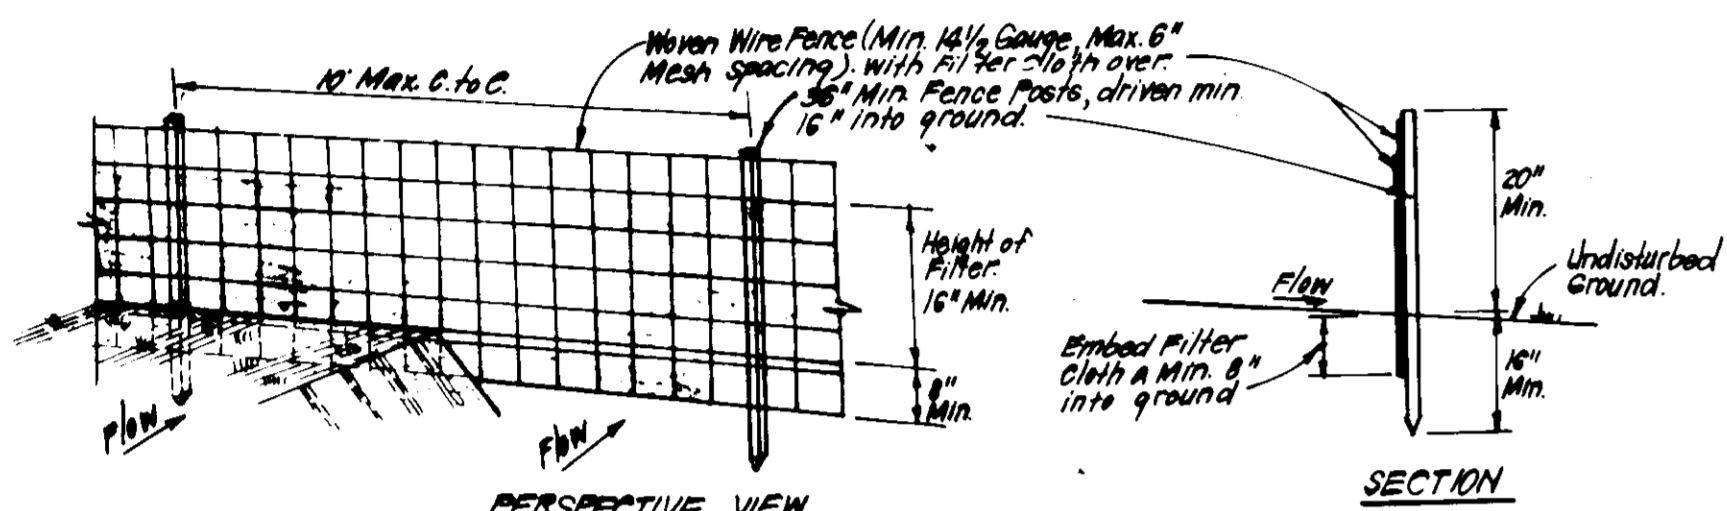 Woven Wire Fence (Min. 14½ Gauge, Max. 6"
Mesh spacing). with Filter cloth over.
10' Max. C. to C.
36" Min. Fence Posts, driven min.
16" into ground.
Height of
Filter.
16" Min.
8"
Min.
Flow
Flow
PERSPECTIVE VIEW
20"
Min.
Undisturbed
Ground.
Flow
Embed Filter
Cloth A Min. 8"
into ground
16"
Min.
SECTION